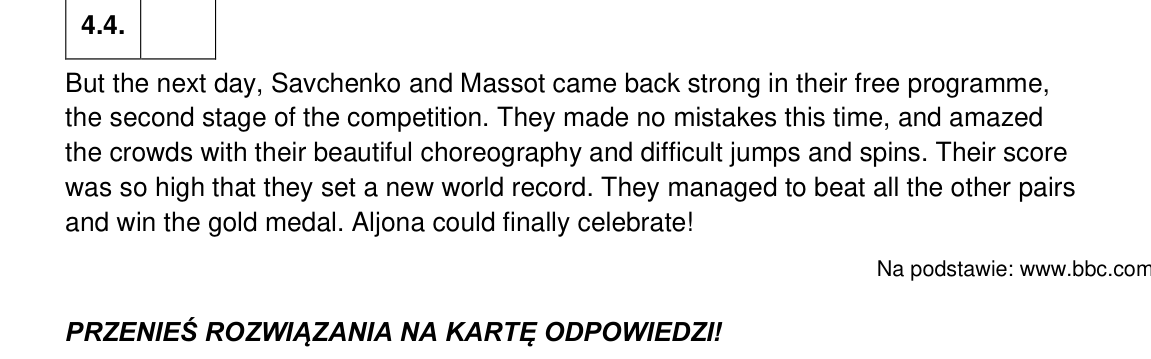 4.4.
But the next day, Savchenko and Massot came back strong in their free programme,
the second stage of the competition. They made no mistakes this time, and amazed
the crowds with their beautiful choreography and difficult jumps and spins. Their score
was so high that they set a new world record. They managed to beat all the other pairs
and win the gold medal. Aljona could finally celebrate!
Na podstawie: www.bbc.com
PRZENIEŚ ROZWIĄZANIA NA KARTĘ ODPOWIEDZI!